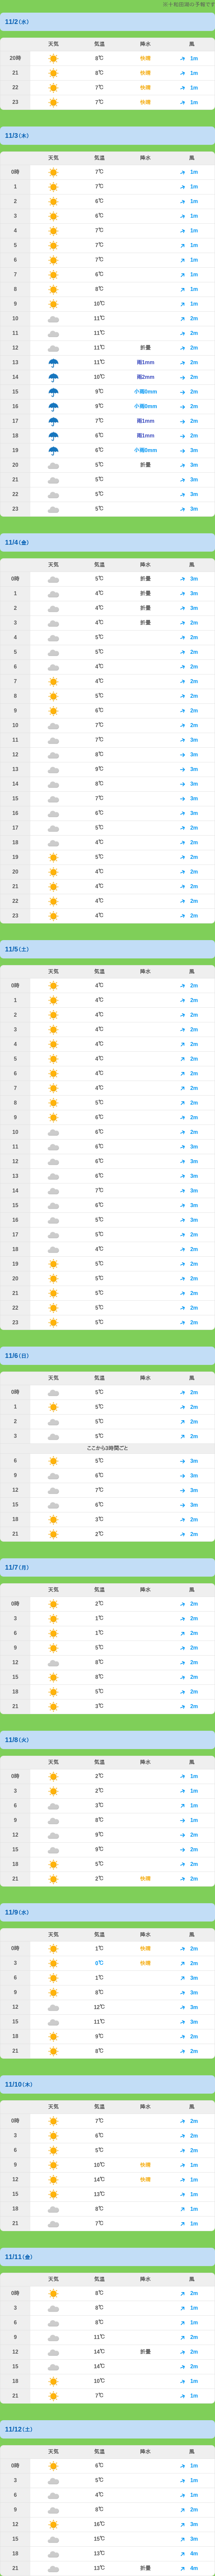 ※十和田湖の予報です
11/2（水）
天気 気温 降水 風
20時 8℃ 快晴 1m
21 8℃ 快晴 1m
22 7℃ 快晴 1m
23 7℃ 快晴 1m
11/3（木）
天気 気温 降水 風
0時 7℃ 1m
1 7℃ 1m
2 6℃ 1m
3 6℃ 1m
4 7℃ 1m
5 7℃ 1m
6 7℃ 1m
7 6℃ 1m
8 8℃ 1m
9 10℃ 1m
10 11℃ 2m
11 11℃ 2m
12 11℃ 折畳 2m
13 11℃ 雨1mm 2m
14 10℃ 雨2mm 2m
15 9℃ 小雨0mm 2m
16 9℃ 小雨0mm 2m
17 7℃ 雨1mm 2m
18 6℃ 雨1mm 2m
19 6℃ 小雨0mm 3m
20 5℃ 折畳 3m
21 5℃ 3m
22 5℃ 3m
23 5℃ 3m
11/4（金）
天気 気温 降水 風
0時 5℃ 折畳 3m
1 4℃ 折畳 3m
2 4℃ 折畳 3m
3 4℃ 折畳 2m
4 5℃ 2m
5 5℃ 2m
6 4℃ 2m
7 4℃ 2m
8 5℃ 2m
9 6℃ 2m
10 7℃ 2m
11 7℃ 3m
12 8℃ 3m
13 9℃ 3m
14 8℃ 3m
15 7℃ 3m
16 6℃ 3m
17 5℃ 2m
18 4℃ 2m
19 5℃ 2m
20 4℃ 2m
21 4℃ 2m
22 4℃ 2m
23 4℃ 2m
11/5（土）
天気 気温 降水 風
0時 4℃ 2m
1 4℃ 2m
2 4℃ 2m
3 4℃ 2m
4 4℃ 2m
5 4℃ 2m
6 4℃ 2m
7 4℃ 2m
8 5℃ 2m
9 6℃ 2m
10 6℃ 2m
11 6℃ 3m
12 6℃ 3m
13 6℃ 3m
14 7℃ 3m
15 6℃ 3m
16 5℃ 3m
17 5℃ 2m
18 4℃ 2m
19 5℃ 2m
20 5℃ 2m
21 5℃ 2m
22 5℃ 2m
23 5℃ 2m
11/6（日）
天気 気温 降水 風
0時 5℃ 2m
1 5℃ 2m
2 5℃ 2m
3 5℃ 2m
ここから3時間ごと
6 5℃ 3m
9 6℃ 3m
12 7℃ 3m
15 6℃ 3m
18 3℃ 2m
21 2℃ 2m
11/7（月）
天気 気温 降水 風
0時 2℃ 2m
3 1℃ 2m
6 1℃ 2m
9 5℃ 2m
12 8℃ 2m
15 8℃ 2m
18 5℃ 2m
21 3℃ 2m
11/8（火）
天気 気温 降水 風
0時 2℃ 1m
3 2℃ 2m
6 3℃ 1m
9 8℃ 1m
12 9℃ 2m
15 9℃ 2m
18 5℃ 2m
21 2℃ 快晴 2m
11/9（水）
天気 気温 降水 風
0時 1℃ 快晴 2m
3 0℃ 快晴 2m
6 1℃ 3m
9 8℃ 3m
12 12℃ 3m
15 11℃ 3m
18 9℃ 2m
21 8℃ 2m
11/10（木）
天気 気温 降水 風
0時 7℃ 2m
3 6℃ 2m
6 5℃ 2m
9 10℃ 快晴 1m
12 14℃ 快晴 1m
15 13℃ 1m
18 8℃ 1m
21 7℃ 1m
11/11（金）
天気 気温 降水 風
0時 8℃ 2m
3 8℃ 1m
6 8℃ 1m
9 11℃ 2m
12 14℃ 折畳 2m
15 14℃ 2m
18 10℃ 1m
21 7℃ 1m
11/12（土）
天気 気温 降水 風
0時 6℃ 1m
3 5℃ 1m
6 4℃ 1m
9 8℃ 2m
12 16℃ 3m
15 15℃ 3m
18 13℃ 4m
21 13℃ 折畳 4m